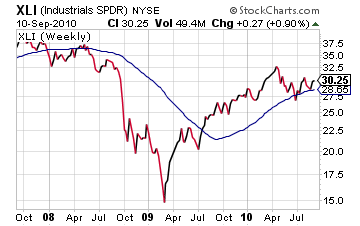 XLI (Industrials SPDR) NYSE © StockCharts.com
10-Sep-2010 Cl 30.25 Vol 49.4M Chg +0.27 (+0.90%)
XLI (Weekly)
37.5
35.0
32.5
30.25
28.65
25.0
22.5
20.0
17.5
15.0
Oct 08 Apr Jul Oct 09 Apr Jul Oct 10 Apr Jul